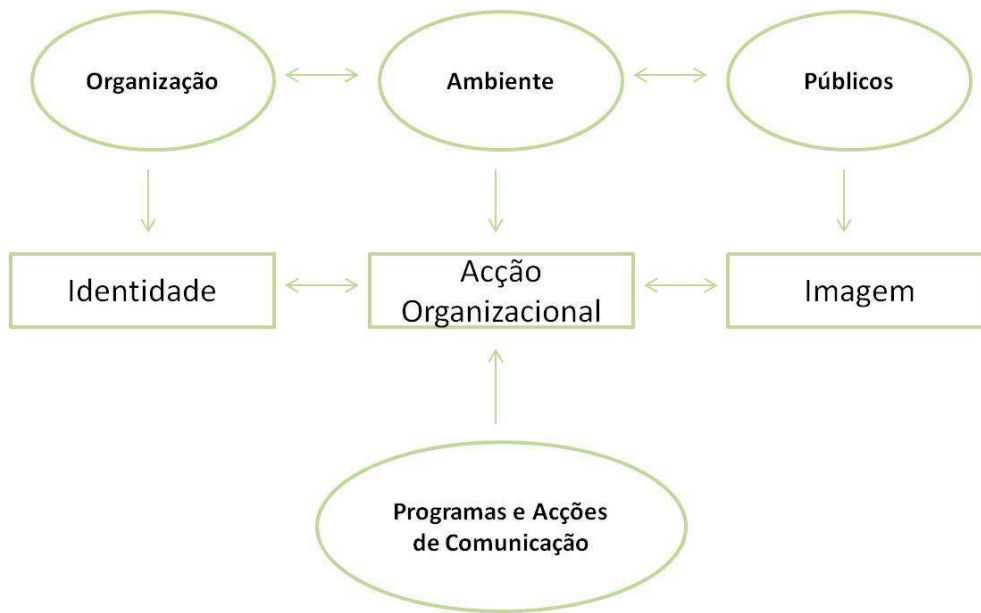 Organização
Ambiente
Públicos
Identidade
Acção
Organizacional
Imagem
Programas e Acções
de Comunicação